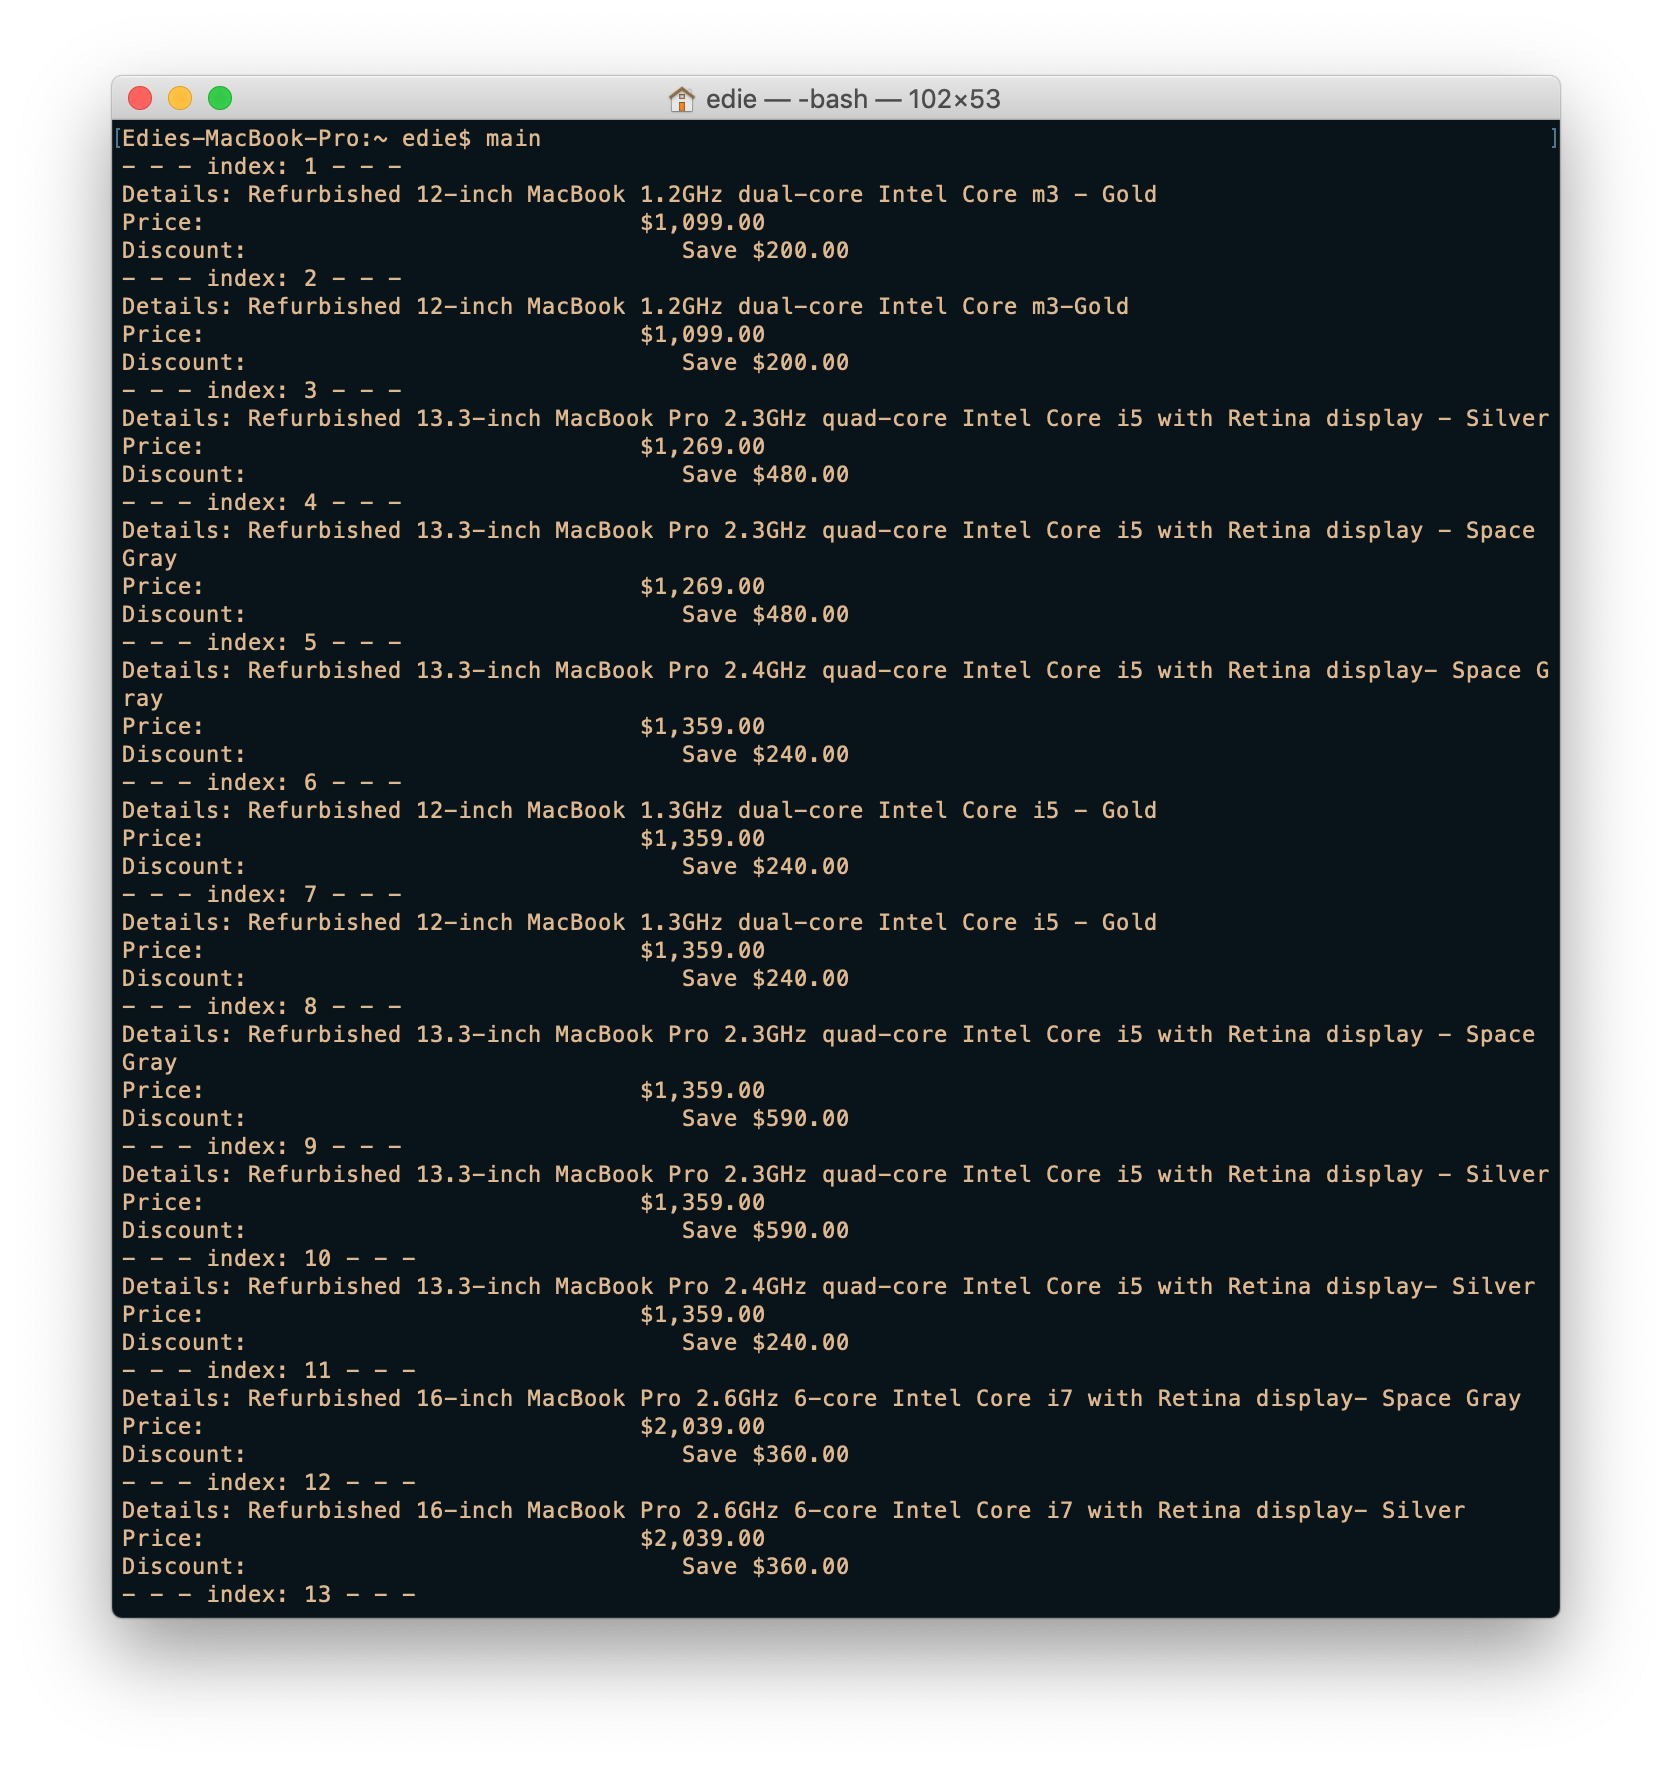 edie — -bash — 102×53
[Edies-MacBook-Pro:~ edie$ main ]
- - - index: 1 - - -
Details: Refurbished 12-inch MacBook 1.2GHz dual-core Intel Core m3 - Gold
Price:                               $1,099.00
Discount:                               Save $200.00
- - - index: 2 - - -
Details: Refurbished 12-inch MacBook 1.2GHz dual-core Intel Core m3-Gold
Price:                               $1,099.00
Discount:                               Save $200.00
- - - index: 3 - - -
Details: Refurbished 13.3-inch MacBook Pro 2.3GHz quad-core Intel Core i5 with Retina display - Silver
Price:                               $1,269.00
Discount:                               Save $480.00
- - - index: 4 - - -
Details: Refurbished 13.3-inch MacBook Pro 2.3GHz quad-core Intel Core i5 with Retina display - Space
Gray
Price:                               $1,269.00
Discount:                               Save $480.00
- - - index: 5 - - -
Details: Refurbished 13.3-inch MacBook Pro 2.4GHz quad-core Intel Core i5 with Retina display- Space G
ray
Price:                               $1,359.00
Discount:                               Save $240.00
- - - index: 6 - - -
Details: Refurbished 12-inch MacBook 1.3GHz dual-core Intel Core i5 - Gold
Price:                               $1,359.00
Discount:                               Save $240.00
- - - index: 7 - - -
Details: Refurbished 12-inch MacBook 1.3GHz dual-core Intel Core i5 - Gold
Price:                               $1,359.00
Discount:                               Save $240.00
- - - index: 8 - - -
Details: Refurbished 13.3-inch MacBook Pro 2.3GHz quad-core Intel Core i5 with Retina display - Space
Gray
Price:                               $1,359.00
Discount:                               Save $590.00
- - - index: 9 - - -
Details: Refurbished 13.3-inch MacBook Pro 2.3GHz quad-core Intel Core i5 with Retina display - Silver
Price:                               $1,359.00
Discount:                               Save $590.00
- - - index: 10 - - -
Details: Refurbished 13.3-inch MacBook Pro 2.4GHz quad-core Intel Core i5 with Retina display- Silver
Price:                               $1,359.00
Discount:                               Save $240.00
- - - index: 11 - - -
Details: Refurbished 16-inch MacBook Pro 2.6GHz 6-core Intel Core i7 with Retina display- Space Gray
Price:                               $2,039.00
Discount:                               Save $360.00
- - - index: 12 - - -
Details: Refurbished 16-inch MacBook Pro 2.6GHz 6-core Intel Core i7 with Retina display- Silver
Price:                               $2,039.00
Discount:                               Save $360.00
- - - index: 13 - - -